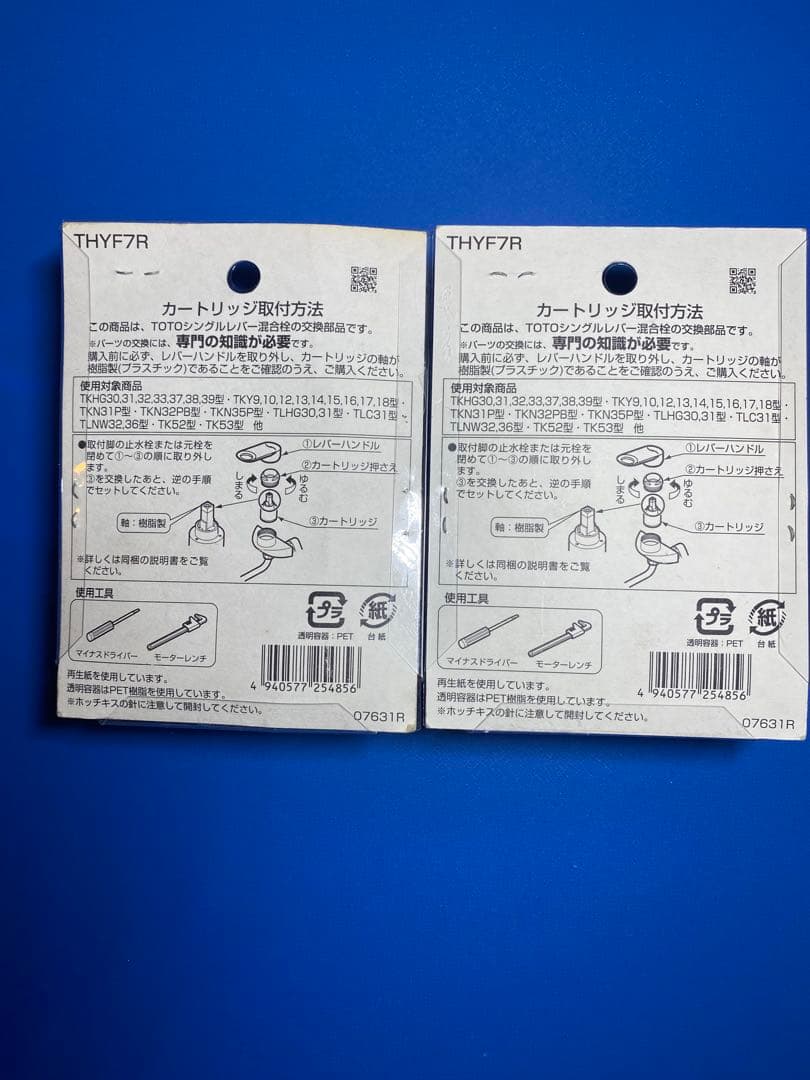 THYF7R
カートリッジ取付方法
この商品は、TOTOシングルレバー混合栓の交換部品です。
※パーツの交換には、専門の知識が必要です。
購入前に必ず、レバーハンドルを取り外し、カートリッジの軸が
樹脂製(プラスチック)であることをご確認のうえ、ご購入ください。
使用対象商品
TKHG30,31,32,33,37,38,39型・TKY9,10,12,13,14,15,16,17,18型・
TKN31P型・TKN32PB型・TKN35P型・TLHG30,31型・TLC31型・
TLNW32,36型・TK52型・TK53型 他
●取付脚の止水栓または元栓を
閉めて①〜③の順に取り外し
ます。
③を交換したあと、逆の手順
でセットしてください。
①レバーハンドル
②カートリッジ押さえ
しまる
ゆるむ
軸：樹脂製
③カートリッジ
※詳しくは同梱の説明書をご覧
ください。
使用工具
マイナスドライバー
モーターレンチ
プラ
紙
透明容器：PET
台紙
4 940577 254856
再生紙を使用しています。
透明容器はPET樹脂を使用しています。
※ホッチキスの針に注意して開封してください。
07631R
THYF7R
カートリッジ取付方法
この商品は、TOTOシングルレバー混合栓の交換部品です。
※パーツの交換には、専門の知識が必要です。
購入前に必ず、レバーハンドルを取り外し、カートリッジの軸が
樹脂製(プラスチック)であることをご確認のうえ、ご購入ください。
使用対象商品
TKHG30,31,32,33,37,38,39型・TKY9,10,12,13,14,15,16,17,18型・
TKN31P型・TKN32PB型・TKN35P型・TLHG30,31型・TLC31型・
TLNW32,36型・TK52型・TK53型 他
●取付脚の止水栓または元栓を
閉めて①〜③の順に取り外し
ます。
③を交換したあと、逆の手順
でセットしてください。
①レバーハンドル
②カートリッジ押さえ
しまる
ゆるむ
軸：樹脂製
③カートリッジ
※詳しくは同梱の説明書をご覧
ください。
使用工具
マイナスドライバー
モーターレンチ
プラ
紙
透明容器：PET
台紙
4 940577 254856
再生紙を使用しています。
透明容器はPET樹脂を使用しています。
※ホッチキスの針に注意して開封してください。
07631R